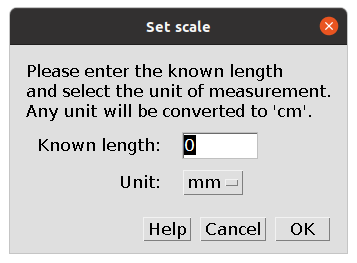 Set scale
Please enter the known length
and select the unit of measurement.
Any unit will be converted to 'cm'.
Known length: 0
Unit: mm
Help Cancel OK